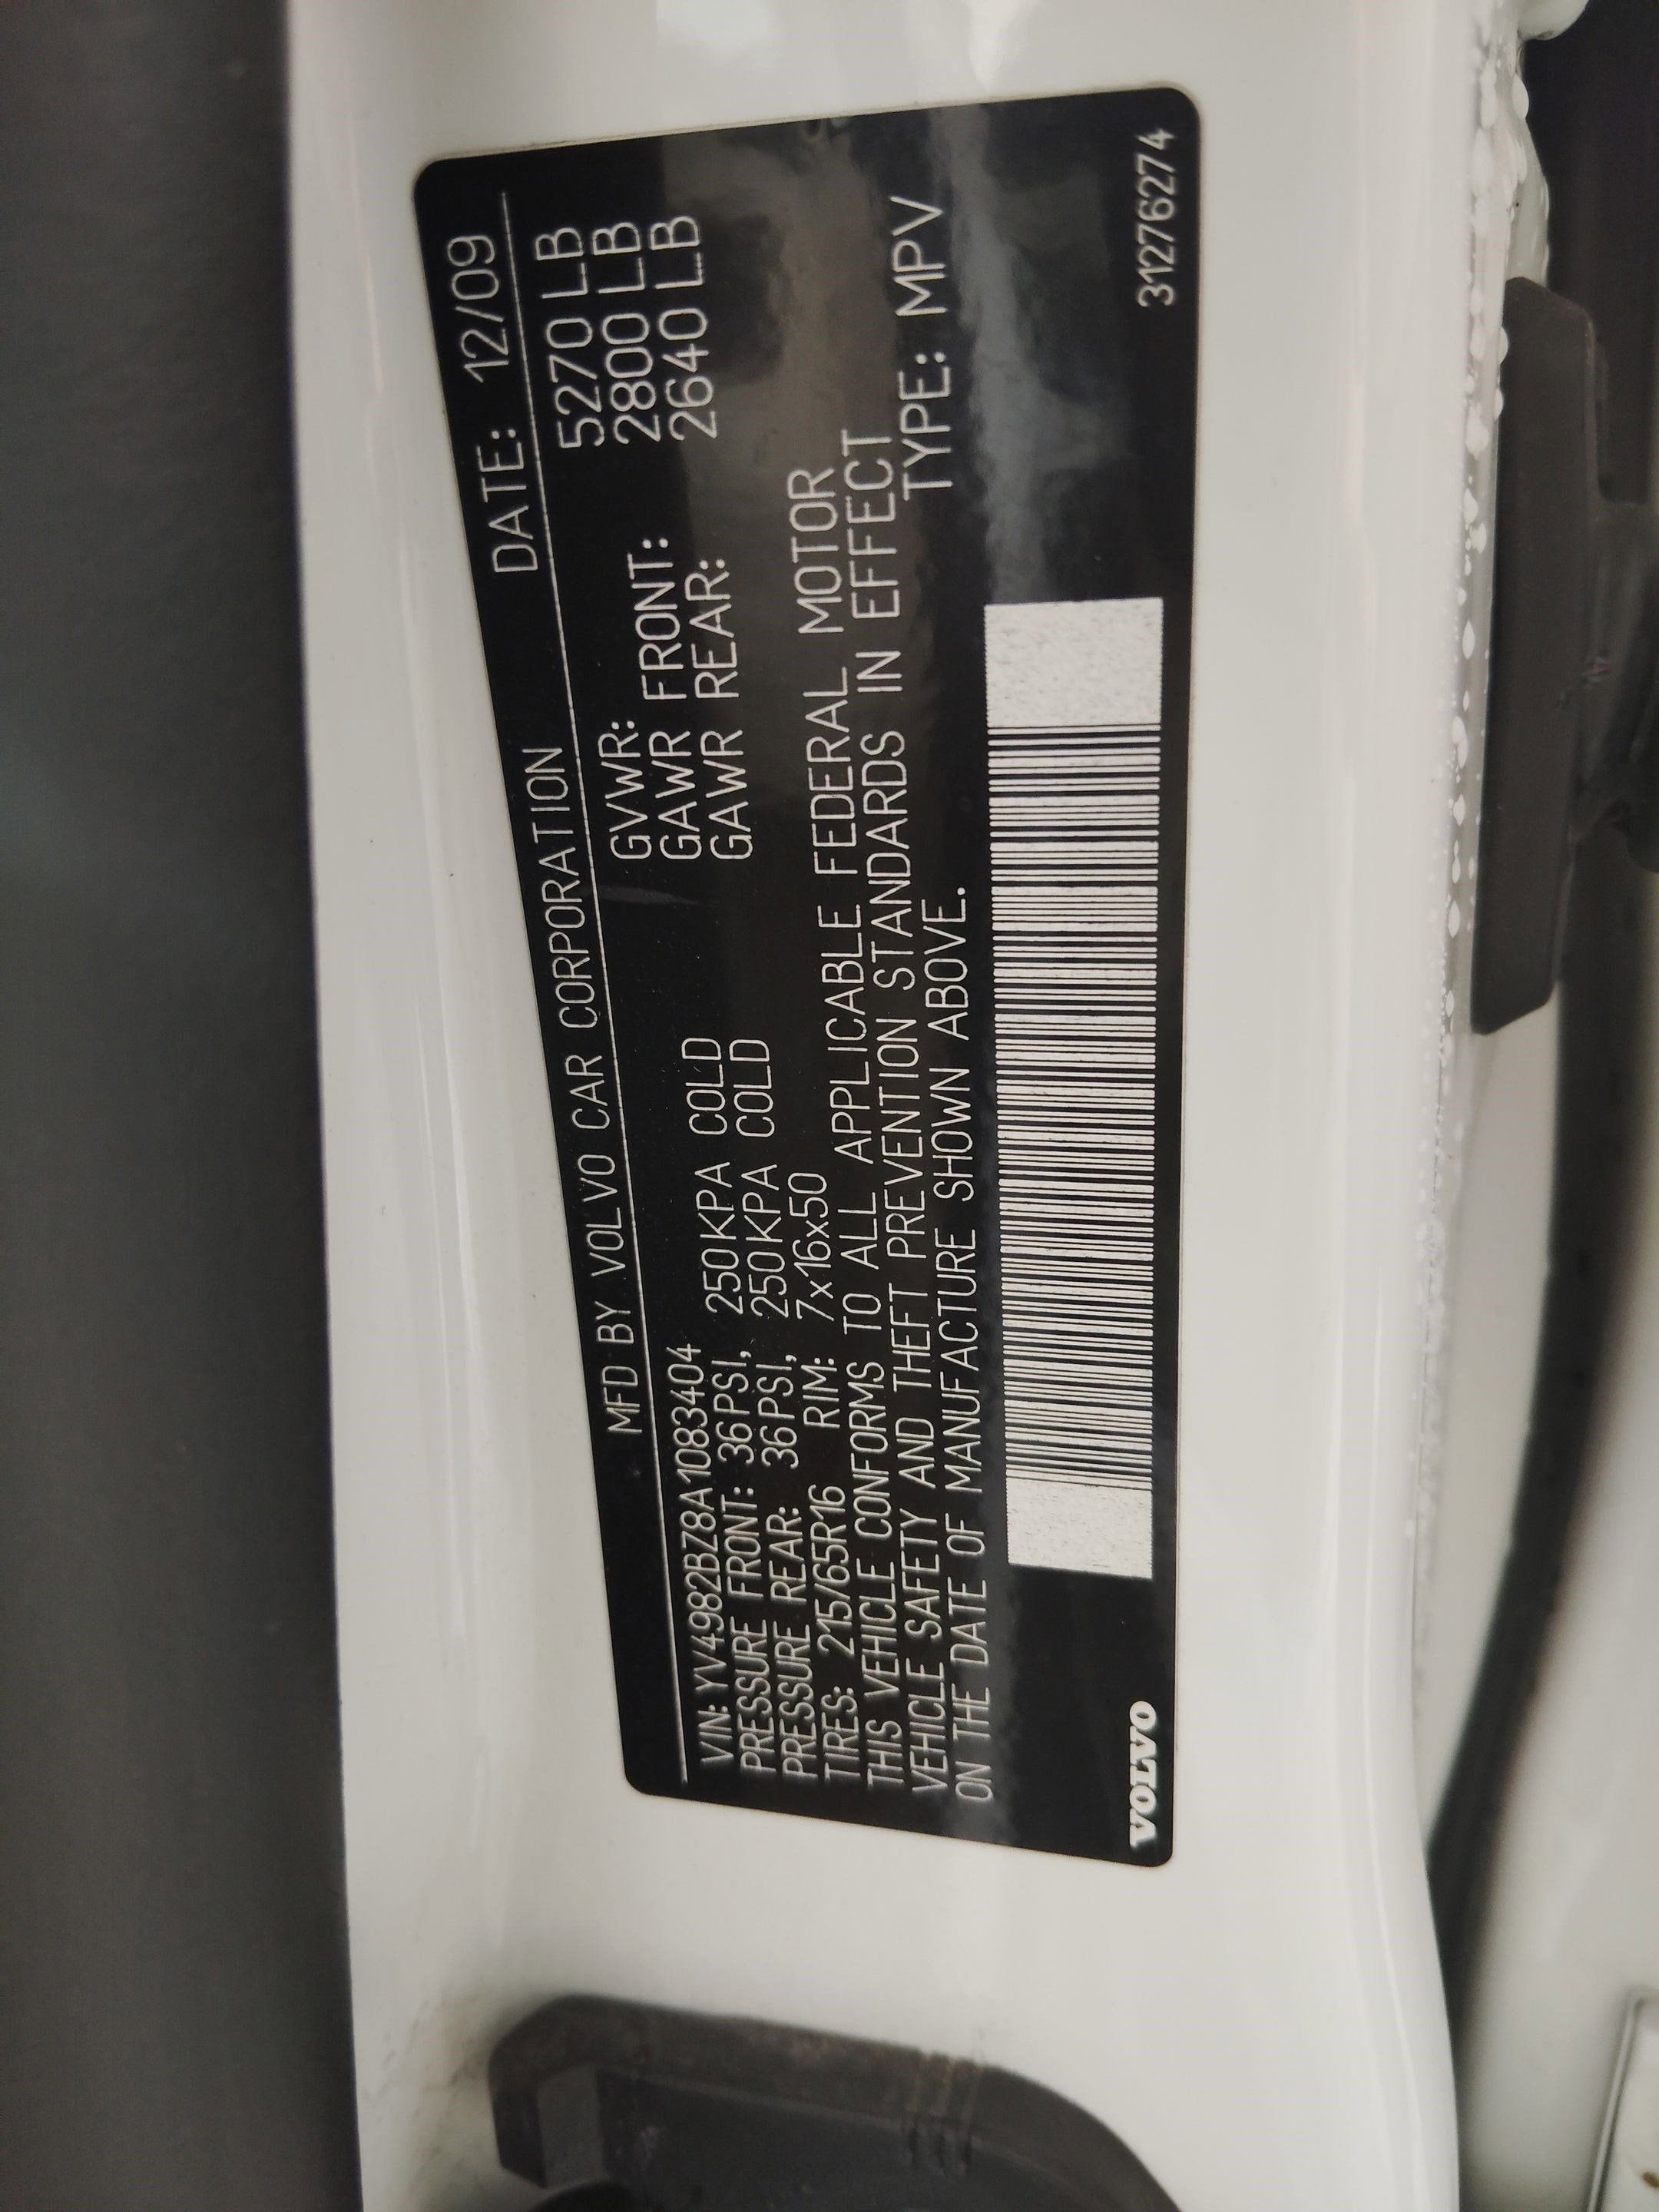 MFD BY VOLVO CAR CORPORATION DATE: 12/09
VIN: YV4982BZ8A1083404 GVWR: 5270 LB
PRESSURE FRONT: 36PSI, 250KPA COLD GAWR FRONT: 2800 LB
PRESSURE REAR: 36PSI, 250KPA COLD GAWR REAR: 2640 LB
TIRES: 215/65R16 RIM: 7x16x50
THIS VEHICLE CONFORMS TO ALL APPLICABLE FEDERAL MOTOR
VEHICLE SAFETY AND THEFT PREVENTION STANDARDS IN EFFECT
ON THE DATE OF MANUFACTURE SHOWN ABOVE. TYPE: MPV
VOLVO 31276274